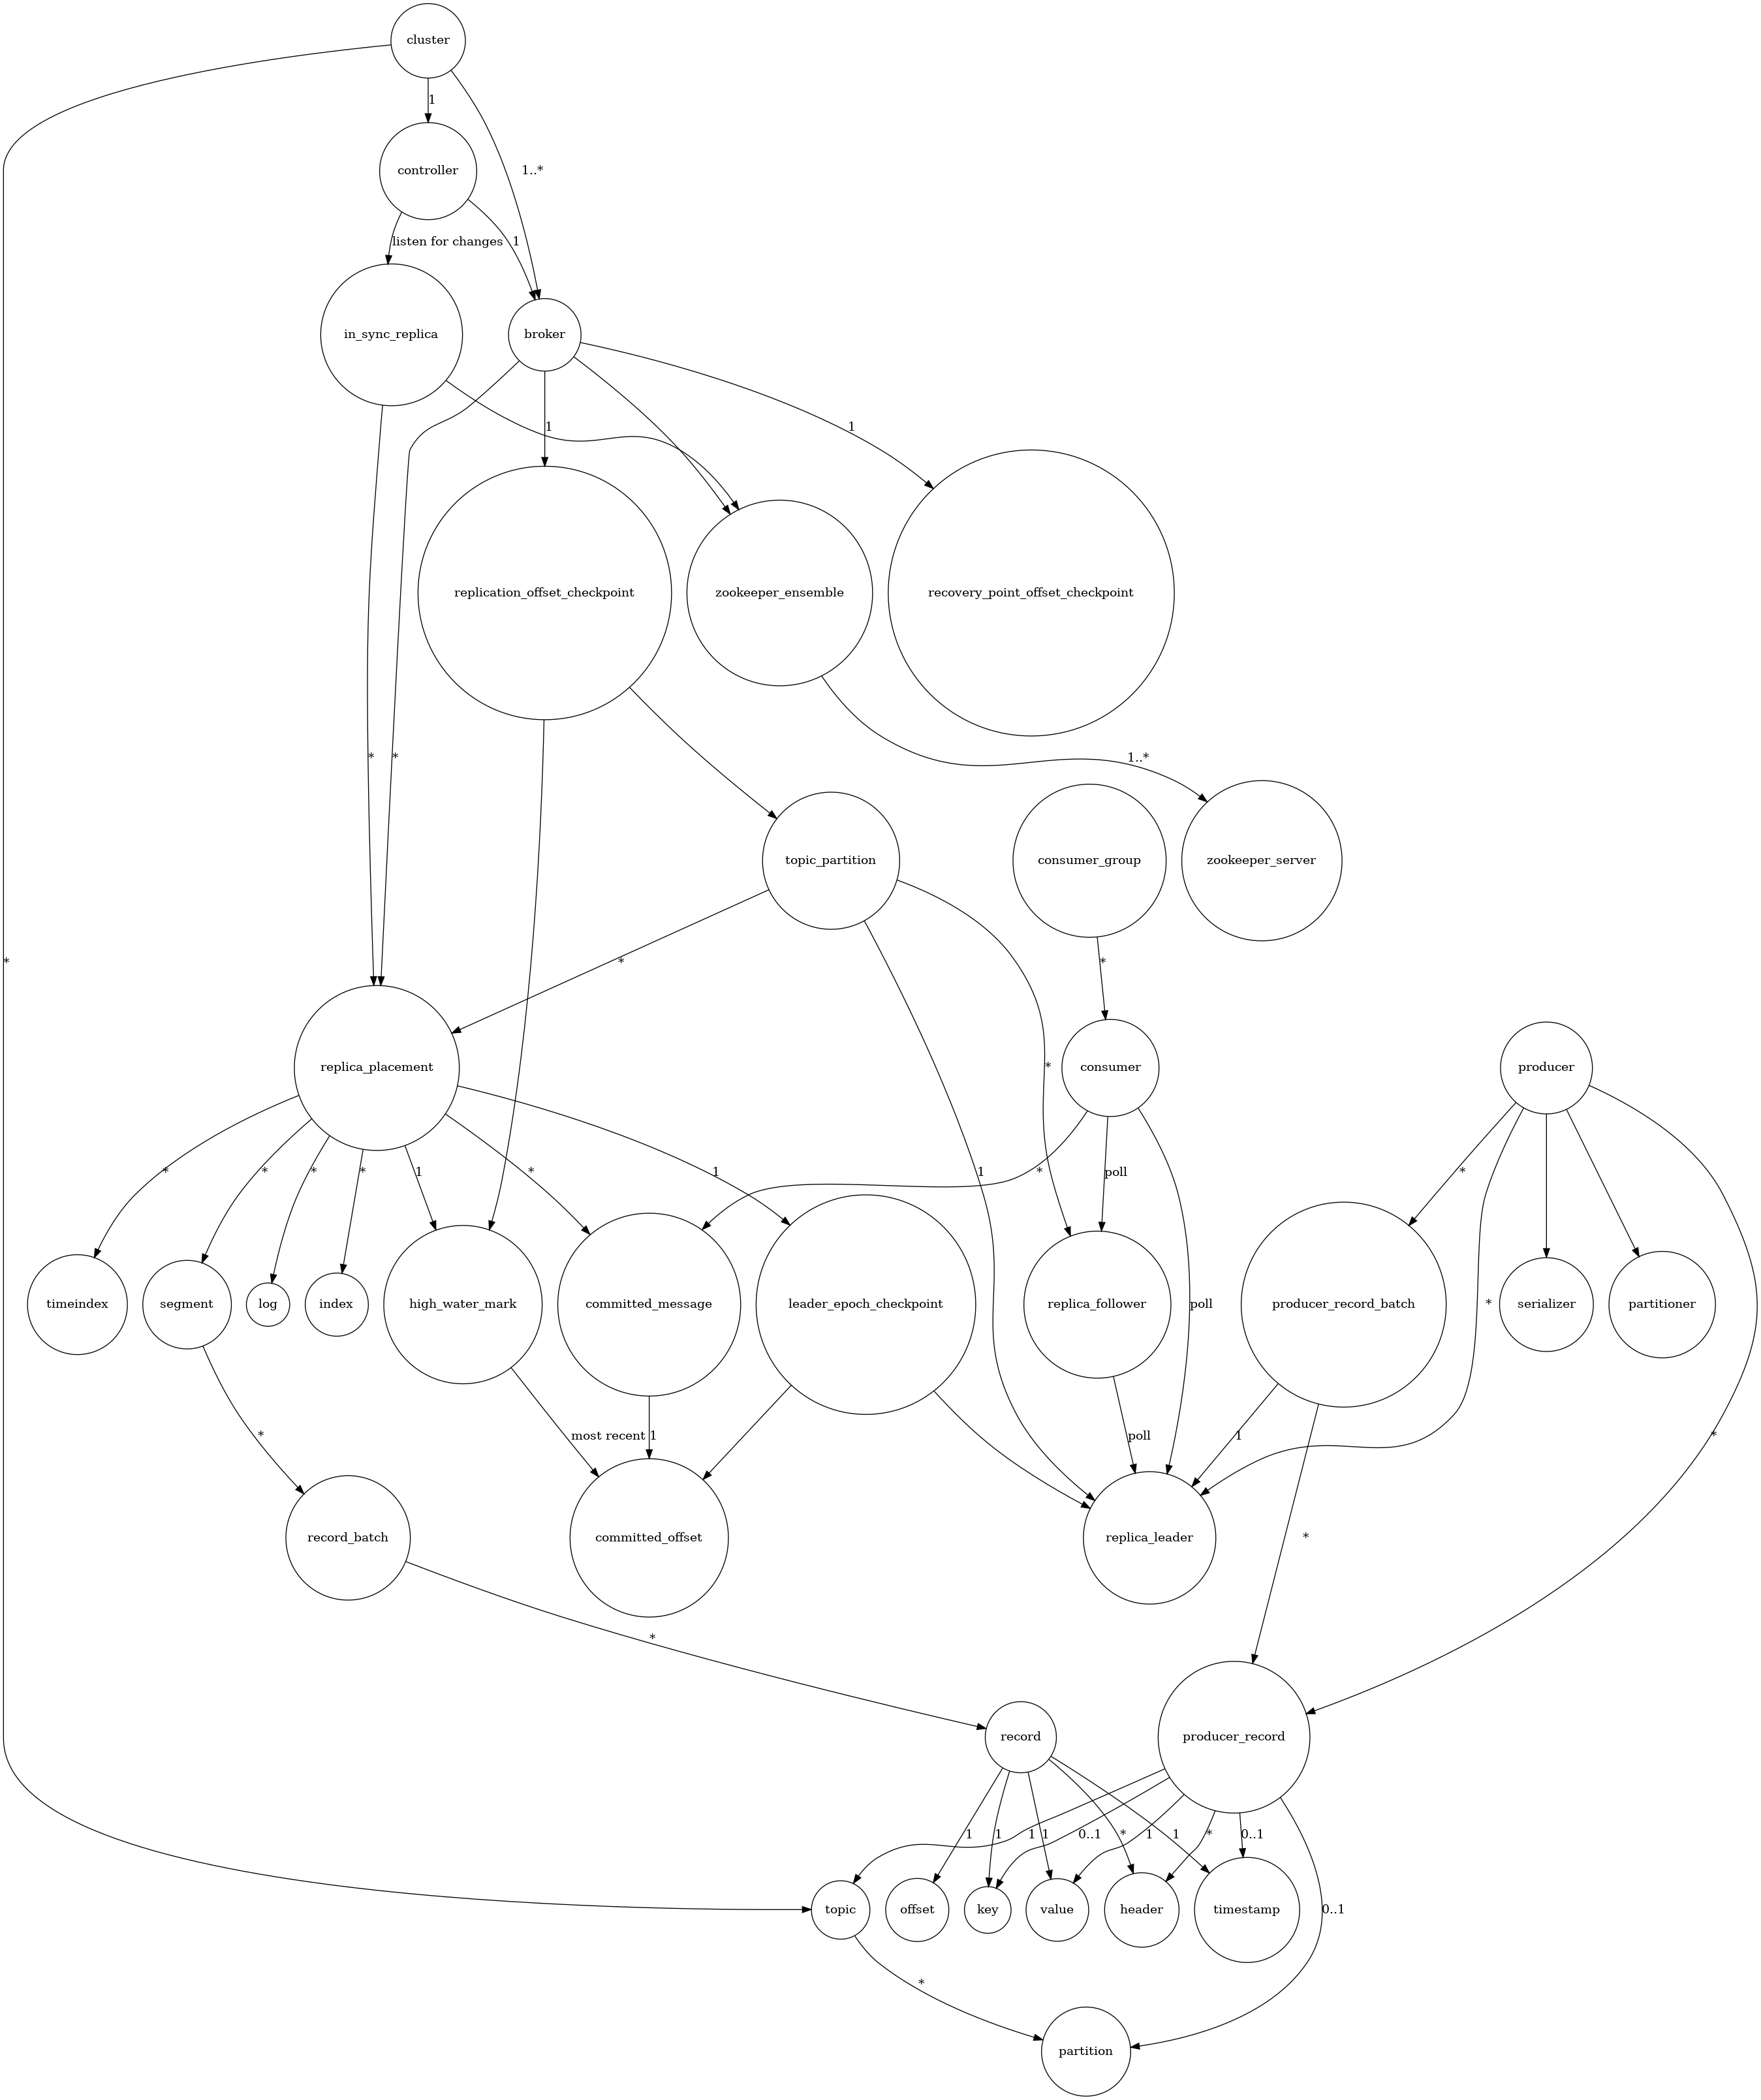 cluster
1
controller
1..*
listen for changes
1
in_sync_replica
broker
1
1
replication_offset_checkpoint
zookeeper_ensemble
recovery_point_offset_checkpoint
*
*
1..*
topic_partition
consumer_group
zookeeper_server
*
*
*
replica_placement
*
consumer
producer
*
*
*
*
1
*
1
*
1
poll
*
timeindex
segment
log
index
high_water_mark
committed_message
leader_epoch_checkpoint
replica_follower
poll
producer_record_batch
*
serializer
partitioner
*
most recent
1
poll
1
*
record_batch
committed_offset
replica_leader
*
*
record
producer_record
1
1
1
1
0..1
*
1
1
*
0..1
topic
offset
key
value
header
timestamp
0..1
*
partition